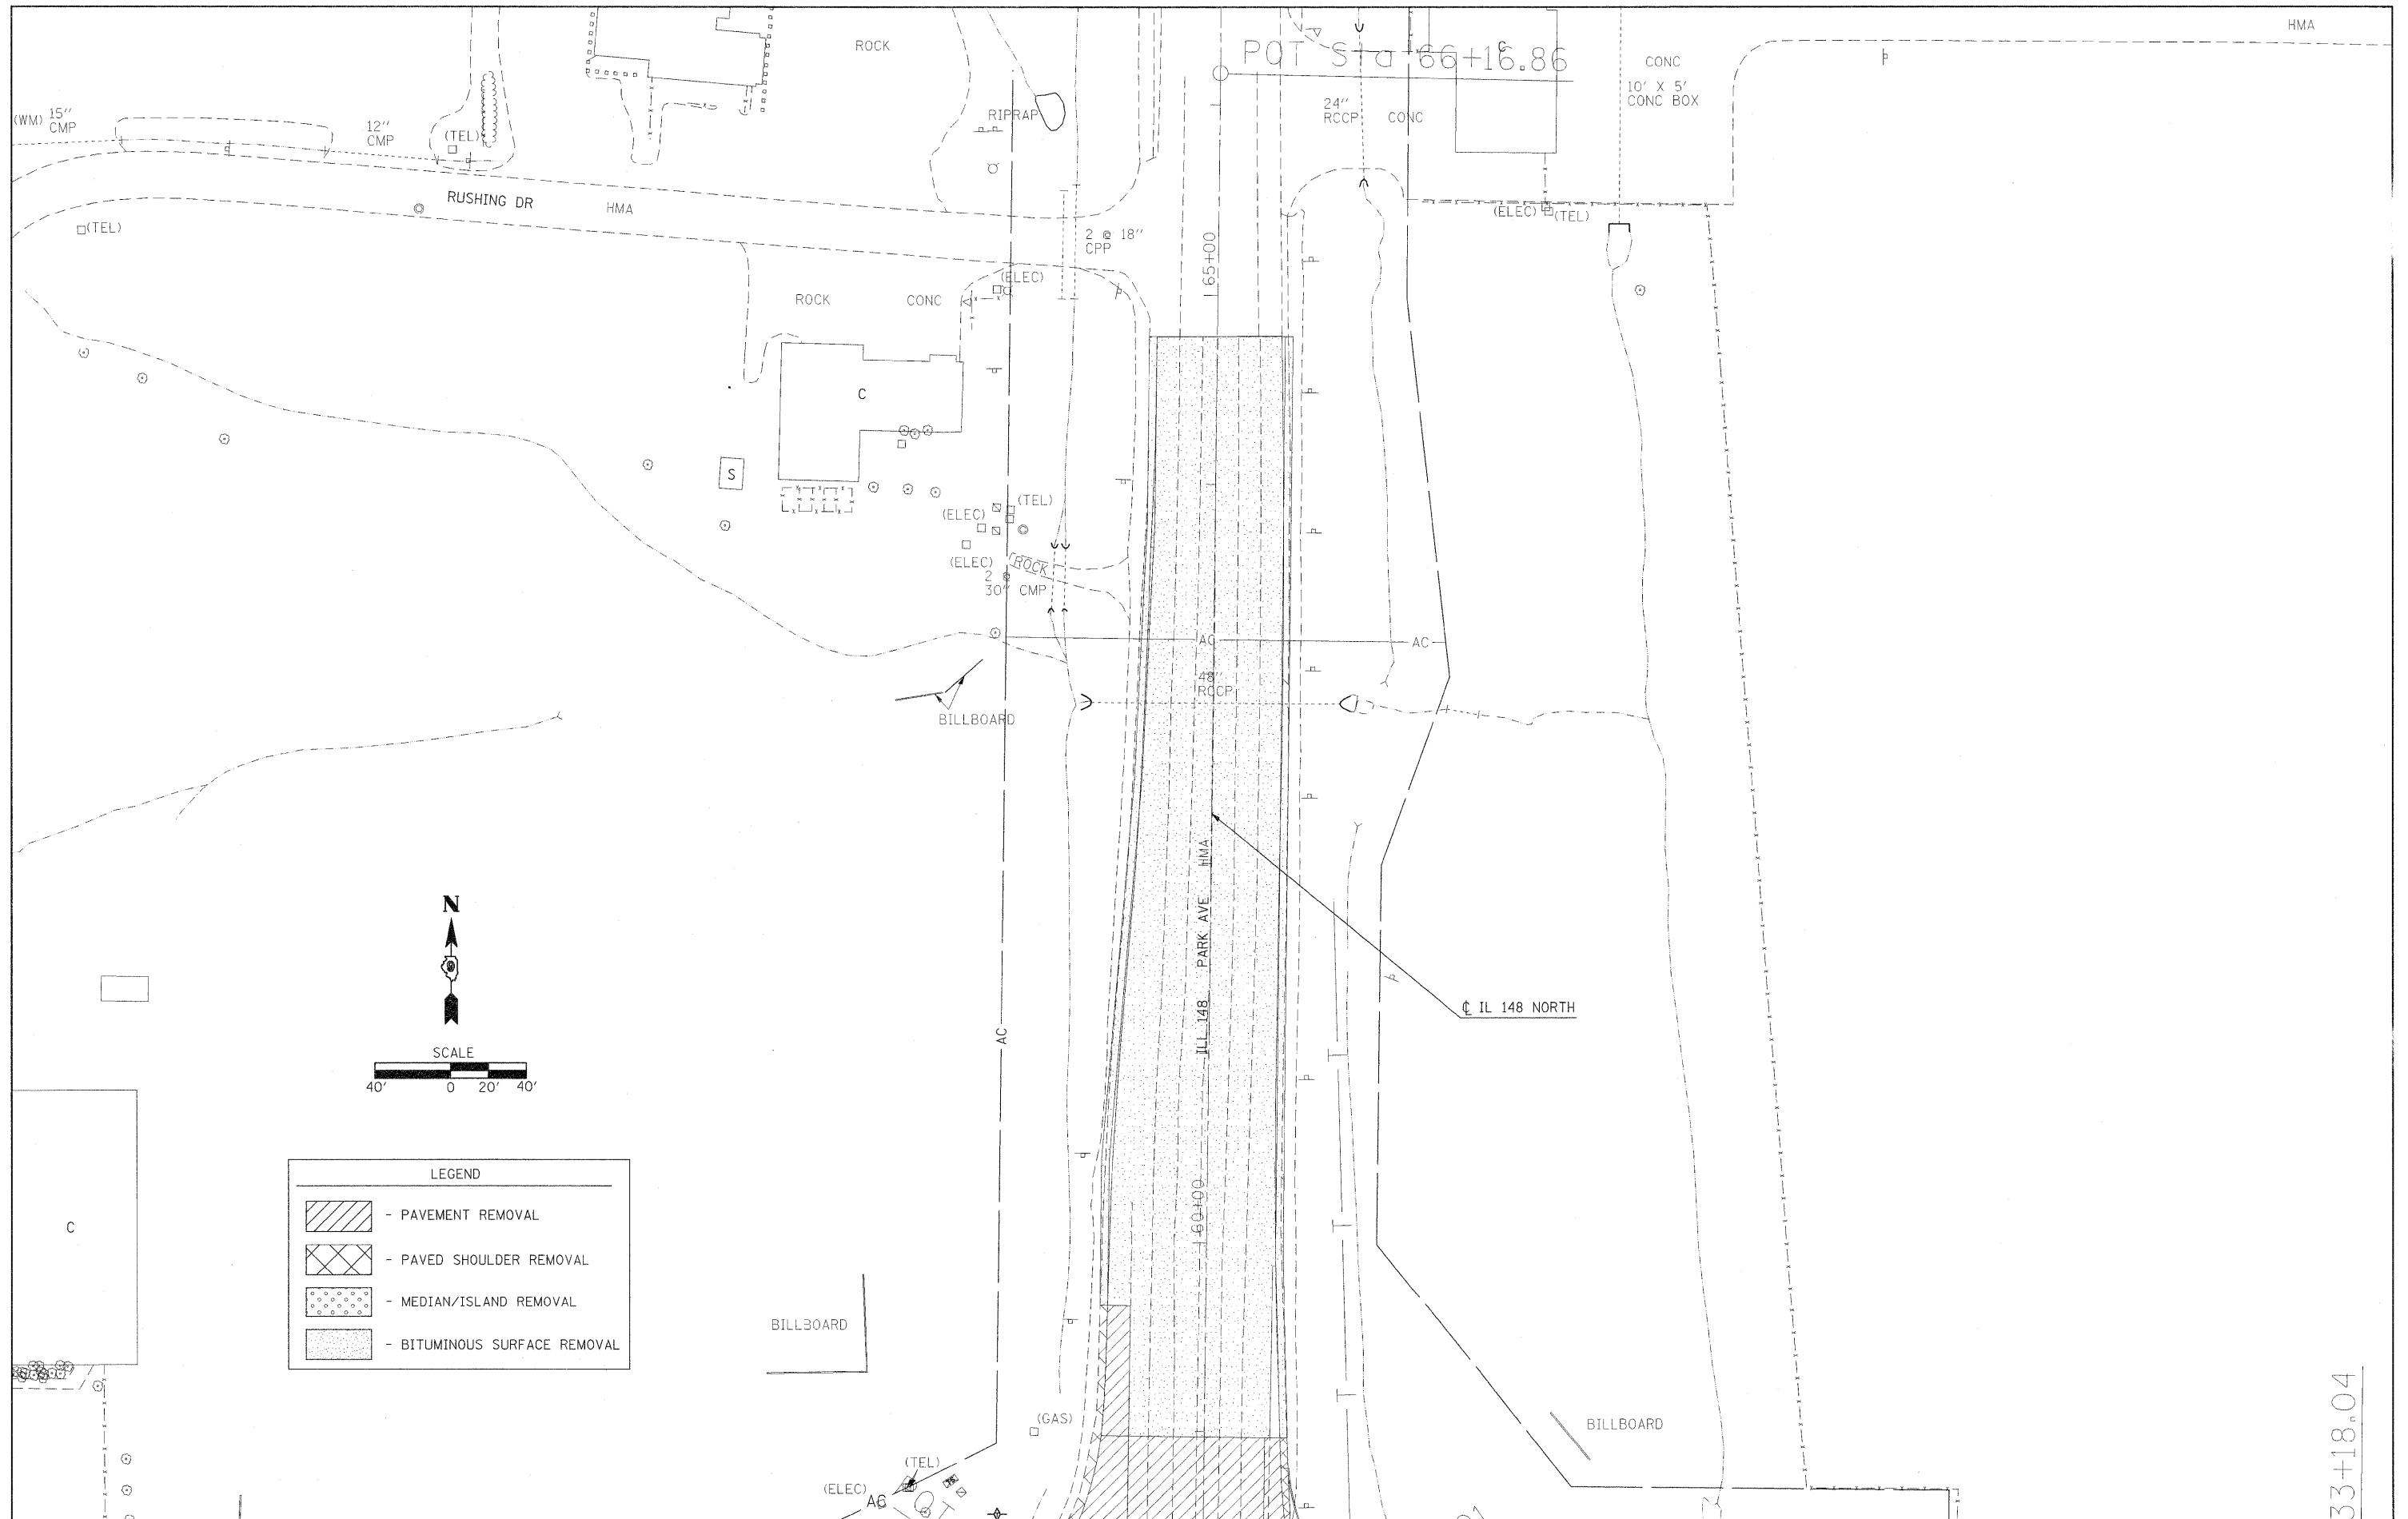 HMA
ROCK
POT Sta 66+16.86
CONC
10' X 5'
CONC BOX
24''
RCCP
CONC
(WM) 15''
CMP
12''
CMP
(TEL)
RIPRAP
RUSHING DR
HMA
(TEL)
(ELEC)
(TEL)
2 @ 18''
CPP
65+00
(ELEC)
ROCK
CONC
C
S
(TEL)
(ELEC)
(ELEC)
ROCK
2 @
30'' CMP
AC
AC
48''
RCCP
BILLBOARD
HMA
PARK AVE
ILL 148
AC
N
℄ IL 148 NORTH
SCALE
40' 0 20' 40'
LEGEND
- PAVEMENT REMOVAL
- PAVED SHOULDER REMOVAL
- MEDIAN/ISLAND REMOVAL
- BITUMINOUS SURFACE REMOVAL
60+00
C
BILLBOARD
BILLBOARD
(GAS)
(TEL)
(ELEC)
33+18.04